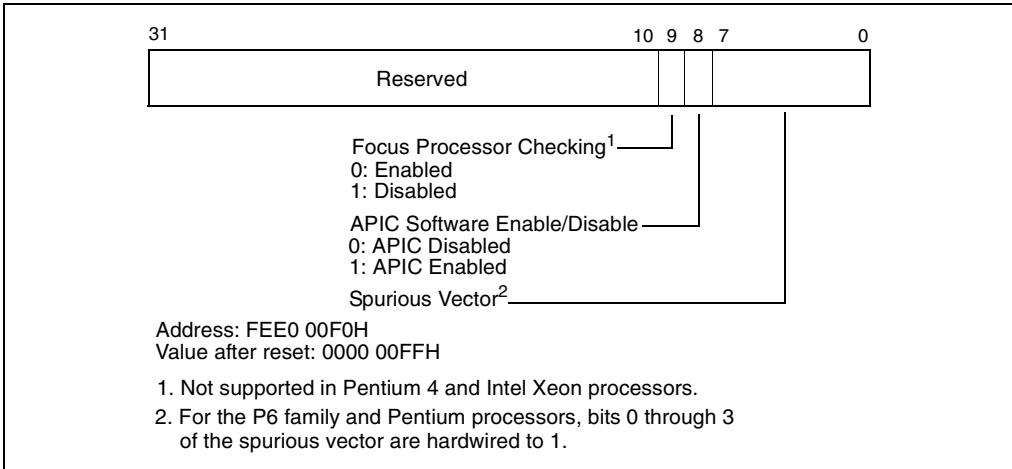 31 10 9 8 7 0
Reserved
Focus Processor Checking1
0: Enabled
1: Disabled
APIC Software Enable/Disable
0: APIC Disabled
1: APIC Enabled
Spurious Vector2
Address: FEE0 00F0H
Value after reset: 0000 00FFH
1. Not supported in Pentium 4 and Intel Xeon processors.
2. For the P6 family and Pentium processors, bits 0 through 3
of the spurious vector are hardwired to 1.